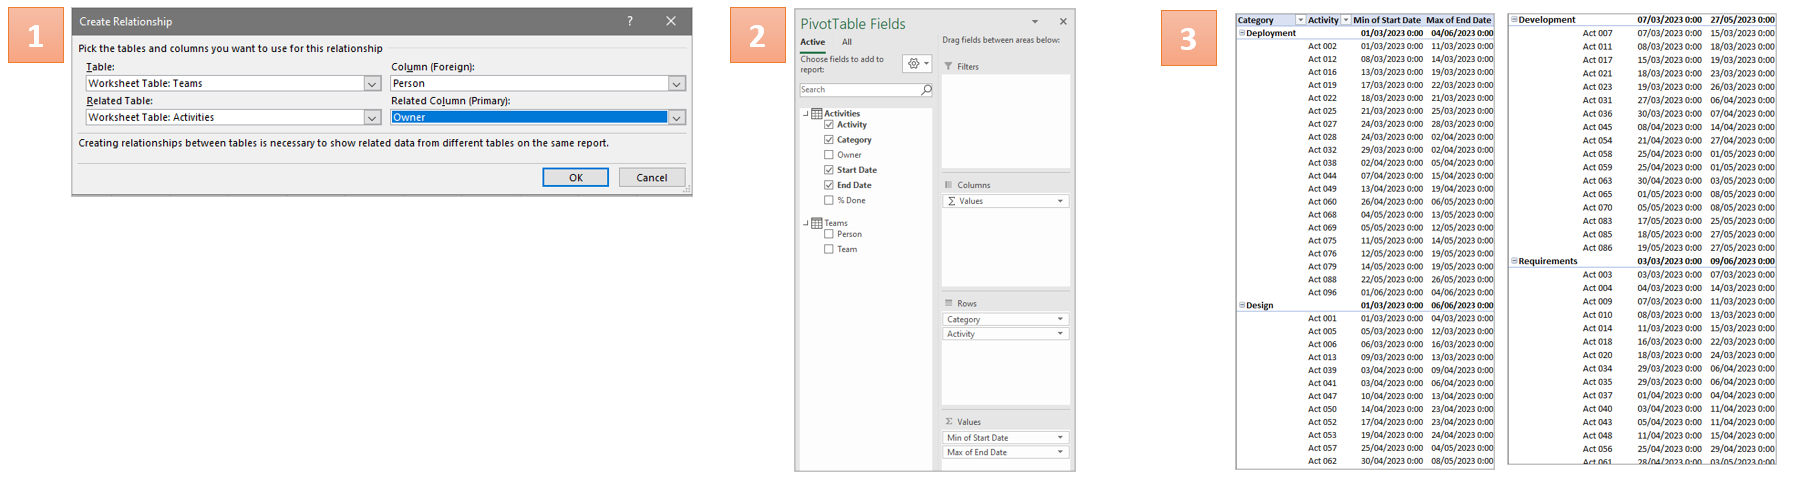 1
Create Relationship
Pick the tables and columns you want to use for this relationship
Table:
Column (Foreign):
Worksheet Table: Teams
Person
Related Table:
Related Column (Primary):
Worksheet Table: Activities
Owner
Creating relationships between tables is necessary to show related data from different tables on the same report.
OK
Cancel
2
PivotTable Fields
Active
All
Choose fields to add to
report:
Search
Activities
Activity
Category
Owner
Start Date
End Date
% Done
Teams
Person
Team
Drag fields between areas below:
Filters
Columns
Σ Values
Rows
Category
Activity
Σ Values
Min of Start Date
Max of End Date
3
Category Activity Min of Start Date Max of End Date
Deployment 01/03/2023 0:00 04/06/2023 0:00
Act 002 01/03/2023 0:00 11/03/2023 0:00
Act 012 08/03/2023 0:00 14/03/2023 0:00
Act 016 13/03/2023 0:00 19/03/2023 0:00
Act 019 17/03/2023 0:00 22/03/2023 0:00
Act 022 18/03/2023 0:00 21/03/2023 0:00
Act 025 21/03/2023 0:00 25/03/2023 0:00
Act 027 24/03/2023 0:00 28/03/2023 0:00
Act 028 24/03/2023 0:00 02/04/2023 0:00
Act 032 29/03/2023 0:00 02/04/2023 0:00
Act 038 02/04/2023 0:00 05/04/2023 0:00
Act 044 07/04/2023 0:00 15/04/2023 0:00
Act 049 13/04/2023 0:00 19/04/2023 0:00
Act 060 26/04/2023 0:00 06/05/2023 0:00
Act 068 04/05/2023 0:00 13/05/2023 0:00
Act 069 05/05/2023 0:00 12/05/2023 0:00
Act 075 11/05/2023 0:00 14/05/2023 0:00
Act 076 12/05/2023 0:00 19/05/2023 0:00
Act 079 14/05/2023 0:00 19/05/2023 0:00
Act 088 22/05/2023 0:00 26/05/2023 0:00
Act 096 01/06/2023 0:00 04/06/2023 0:00
Design 01/03/2023 0:00 06/06/2023 0:00
Act 001 01/03/2023 0:00 04/03/2023 0:00
Act 005 05/03/2023 0:00 12/03/2023 0:00
Act 006 06/03/2023 0:00 16/03/2023 0:00
Act 013 09/03/2023 0:00 13/03/2023 0:00
Act 039 03/04/2023 0:00 09/04/2023 0:00
Act 041 03/04/2023 0:00 06/04/2023 0:00
Act 047 10/04/2023 0:00 13/04/2023 0:00
Act 050 14/04/2023 0:00 23/04/2023 0:00
Act 052 17/04/2023 0:00 23/04/2023 0:00
Act 053 19/04/2023 0:00 24/04/2023 0:00
Act 057 25/04/2023 0:00 04/05/2023 0:00
Act 062 30/04/2023 0:00 08/05/2023 0:00
Development 07/03/2023 0:00 27/05/2023 0:00
Act 007 07/03/2023 0:00 15/03/2023 0:00
Act 011 08/03/2023 0:00 18/03/2023 0:00
Act 017 15/03/2023 0:00 19/03/2023 0:00
Act 021 18/03/2023 0:00 23/03/2023 0:00
Act 023 19/03/2023 0:00 26/03/2023 0:00
Act 031 27/03/2023 0:00 06/04/2023 0:00
Act 036 30/03/2023 0:00 07/04/2023 0:00
Act 045 08/04/2023 0:00 14/04/2023 0:00
Act 054 21/04/2023 0:00 27/04/2023 0:00
Act 058 25/04/2023 0:00 01/05/2023 0:00
Act 059 25/04/2023 0:00 01/05/2023 0:00
Act 063 30/04/2023 0:00 03/05/2023 0:00
Act 065 01/05/2023 0:00 08/05/2023 0:00
Act 070 05/05/2023 0:00 08/05/2023 0:00
Act 083 17/05/2023 0:00 25/05/2023 0:00
Act 085 18/05/2023 0:00 27/05/2023 0:00
Act 086 19/05/2023 0:00 27/05/2023 0:00
Requirements 03/03/2023 0:00 09/06/2023 0:00
Act 003 03/03/2023 0:00 07/03/2023 0:00
Act 004 04/03/2023 0:00 14/03/2023 0:00
Act 009 07/03/2023 0:00 11/03/2023 0:00
Act 010 08/03/2023 0:00 13/03/2023 0:00
Act 014 11/03/2023 0:00 15/03/2023 0:00
Act 018 16/03/2023 0:00 22/03/2023 0:00
Act 020 18/03/2023 0:00 24/03/2023 0:00
Act 034 29/03/2023 0:00 06/04/2023 0:00
Act 035 29/03/2023 0:00 06/04/2023 0:00
Act 037 01/04/2023 0:00 04/04/2023 0:00
Act 040 03/04/2023 0:00 11/04/2023 0:00
Act 043 05/04/2023 0:00 11/04/2023 0:00
Act 048 11/04/2023 0:00 15/04/2023 0:00
Act 056 25/04/2023 0:00 29/04/2023 0:00
Act 061 28/04/2023 0:00 03/05/2023 0:00